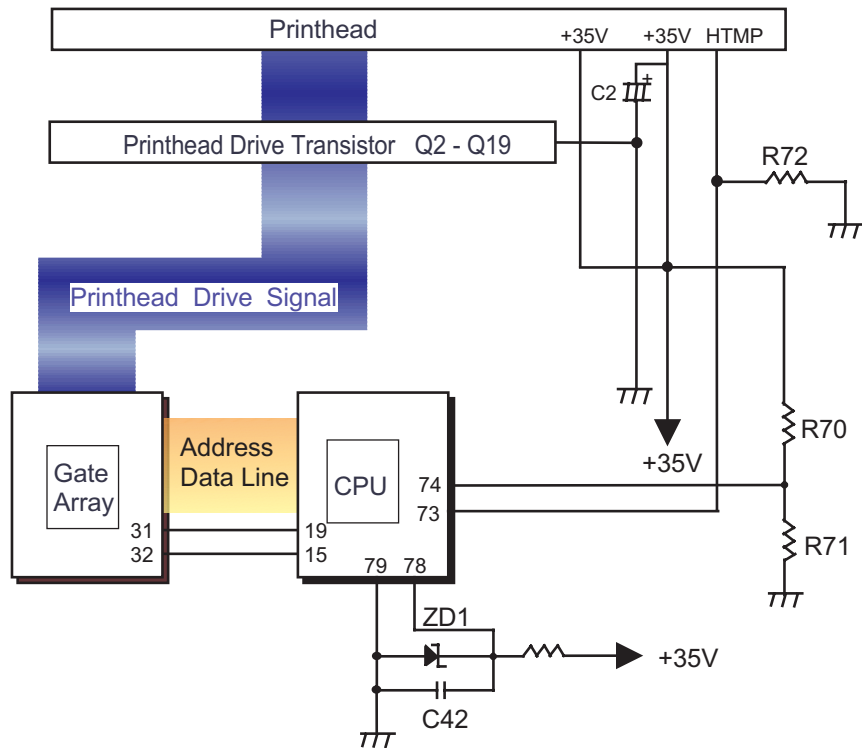 Printhead
+35V
+35V
HTMP
C2
+
Printhead Drive Transistor Q2 - Q19
R72
Printhead Drive Signal
Gate
Array
Address
Data Line
CPU
+35V
R70
74
73
31
19
32
15
R71
79
78
ZD1
+35V
C42